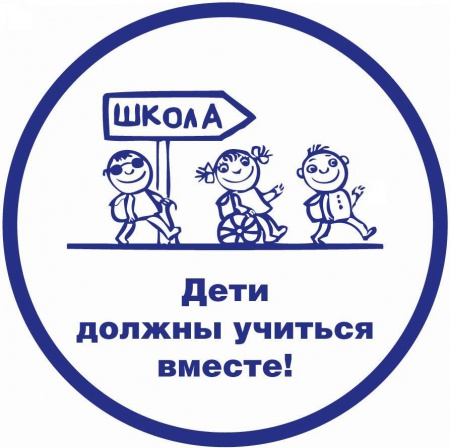 ШКОЛА
Дети
должны учиться
вместе!